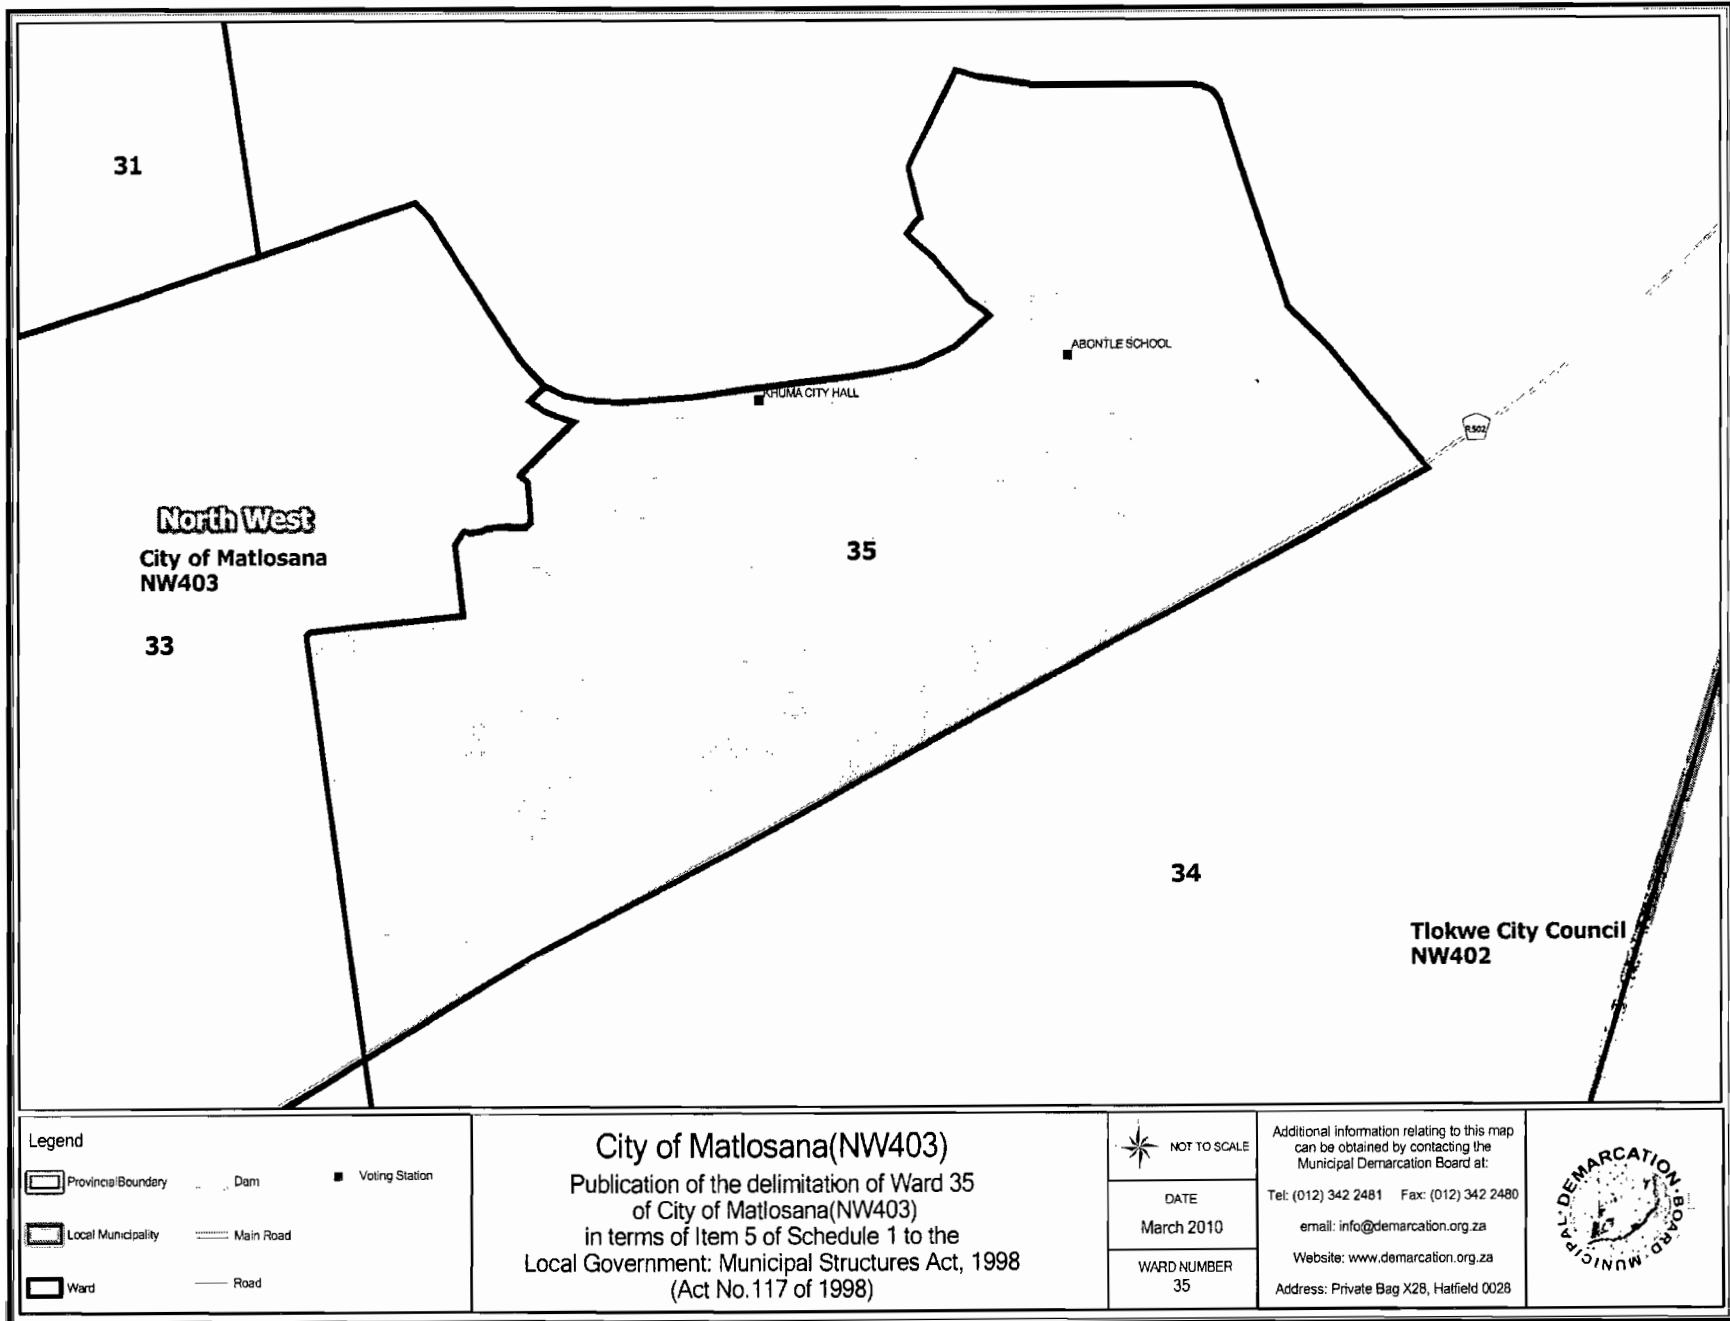 31
ABONTLE SCHOOL
KHUMA CITY HALL
R502
North West
City of Matlosana
NW403
35
33
34
Tlokwe City Council
NW402
Legend
Provincial Boundary
Dam
Voting Station
Local Municipality
Main Road
Ward
Road
City of Matlosana(NW403)
Publication of the delimitation of Ward 35
of City of Matlosana(NW403)
in terms of Item 5 of Schedule 1 to the
Local Government: Municipal Structures Act, 1998
(Act No.117 of 1998)
NOT TO SCALE
DATE
March 2010
WARD NUMBER
35
Additional information relating to this map
can be obtained by contacting the
Municipal Demarcation Board at:
Tel: (012) 342 2481 Fax: (012) 342 2480
email: info@demarcation.org.za
Website: www.demarcation.org.za
Address: Private Bag X28, Hatfield 0028
MUNICIPAL · DEMARCATION · BOARD ·